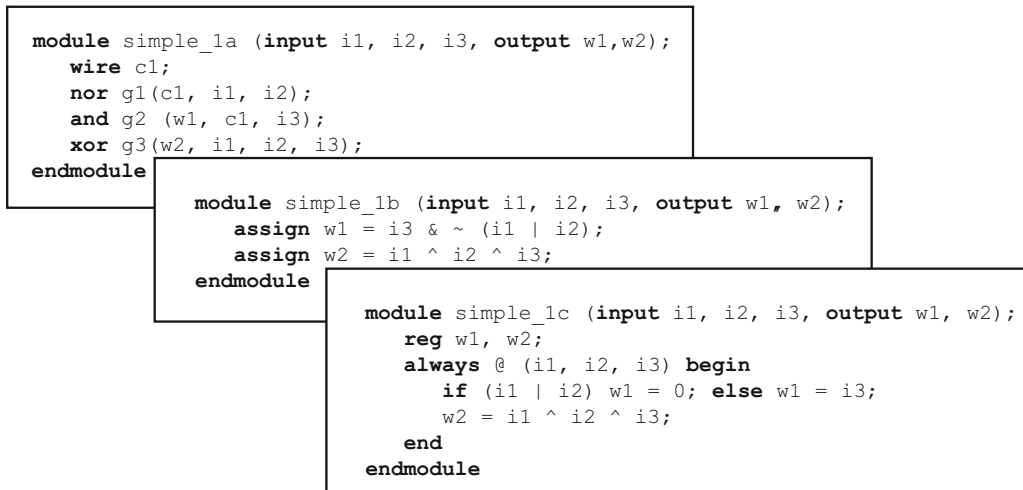 module simple_1a (input i1, i2, i3, output w1,w2);
wire c1;
nor g1(c1, i1, i2);
and g2 (w1, c1, i3);
xor g3(w2, i1, i2, i3);
endmodule
module simple_1b (input i1, i2, i3, output w1, w2);
assign w1 = i3 & ~ (i1 | i2);
assign w2 = i1 ^ i2 ^ i3;
endmodule
module simple_1c (input i1, i2, i3, output w1, w2);
reg w1, w2;
always @ (i1, i2, i3) begin
if (i1 | i2) w1 = 0; else w1 = i3;
w2 = i1 ^ i2 ^ i3;
end
endmodule